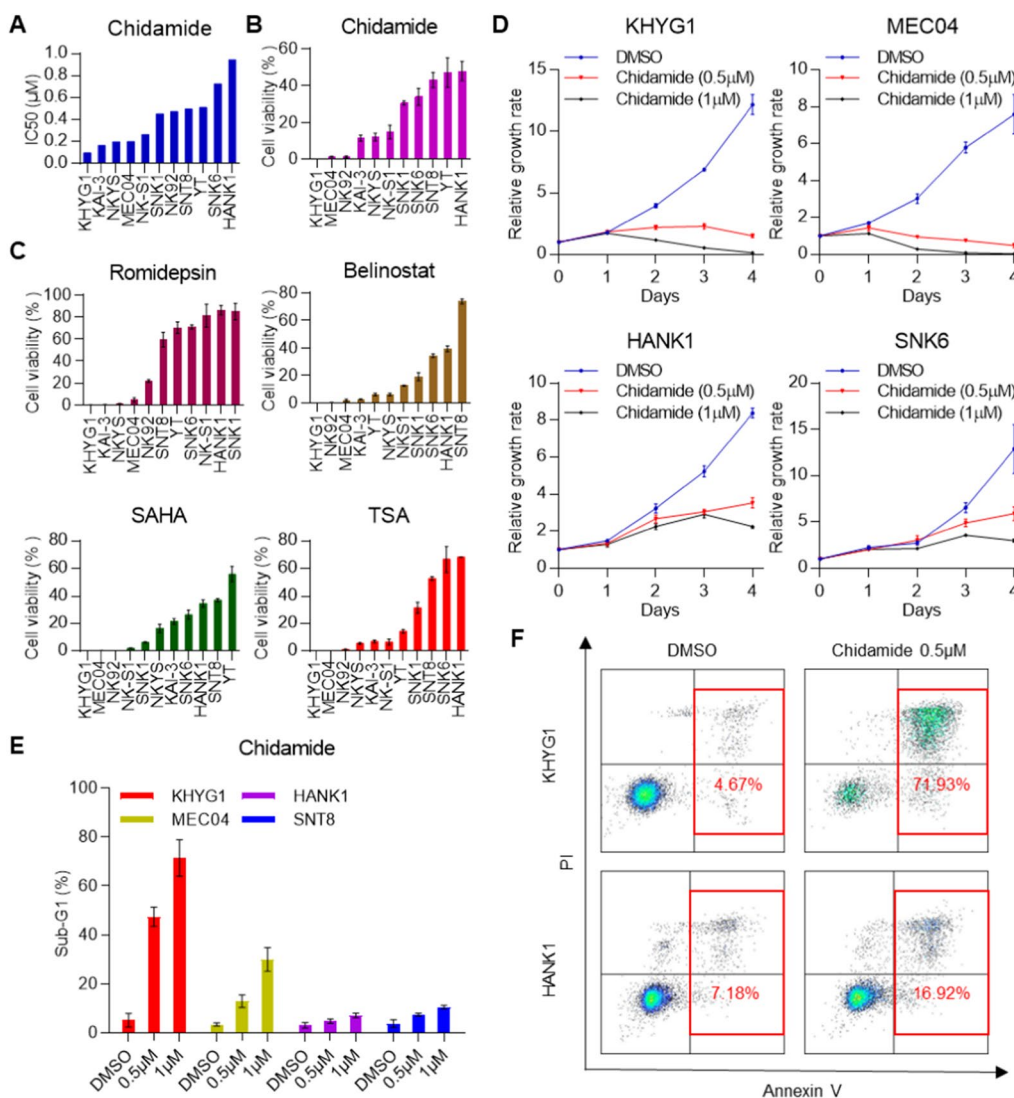 A
Chidamide
IC50 (µM)
1.0
0.8
0.6
0.4
0.2
0.0
KHYG1
KAI-3
NKYS
MEC04
NK-S1
SNK1
NK92
SNT8
YT
SNK6
HANK1
B
Chidamide
Cell viability (%)
60
40
20
0
KHYG1
MEC04
NK92
KAI-3
NKYS
NK-S1
SNK1
SNK6
SNT8
YT
HANK1
C
Romidepsin
Cell viability (%)
100
80
60
40
20
0
KHYG1
KAI-3
NKYS
MEC04
NK92
SNT8
YT
SNK6
NK-S1
HANK1
SNK1
Belinostat
Cell viability (%)
80
60
40
20
0
KHYG1
NK92
MEC04
KAI-3
YT
NKYS
NKS1
SNK1
SNK6
HANK1
SNT8
SAHA
Cell viability (%)
80
60
40
20
0
KHYG1
MEC04
NK92
NK-S1
SNK1
NKYS
KAI-3
SNK6
HANK1
SNT8
YT
TSA
Cell viability (%)
80
60
40
20
0
KHYG1
MEC04
NK92
NKYS
KAI-3
NK-S1
YT
SNK1
SNT8
SNK6
HANK1
D
KHYG1
DMSO
Chidamide (0.5µM)
Chidamide (1µM)
Relative growth rate
15
10
5
0
0 1 2 3 4
Days
MEC04
DMSO
Chidamide (0.5µM)
Chidamide (1µM)
Relative growth rate
10
8
6
4
2
0
0 1 2 3 4
Days
HANK1
DMSO
Chidamide (0.5µM)
Chidamide (1µM)
Relative growth rate
10
8
6
4
2
0
0 1 2 3 4
Days
SNK6
DMSO
Chidamide (0.5µM)
Chidamide (1µM)
Relative growth rate
20
15
10
5
0
0 1 2 3 4
Days
E
Chidamide
Sub-G1 (%)
100
80
60
40
20
0
KHYG1
MEC04
HANK1
SNT8
DMSO
0.5µM
1µM
DMSO
0.5µM
1µM
DMSO
0.5µM
1µM
DMSO
0.5µM
1µM
F
DMSO
Chidamide 0.5µM
KHYG1
4.67%
71.93%
HANK1
7.18%
16.92%
PI
Annexin V